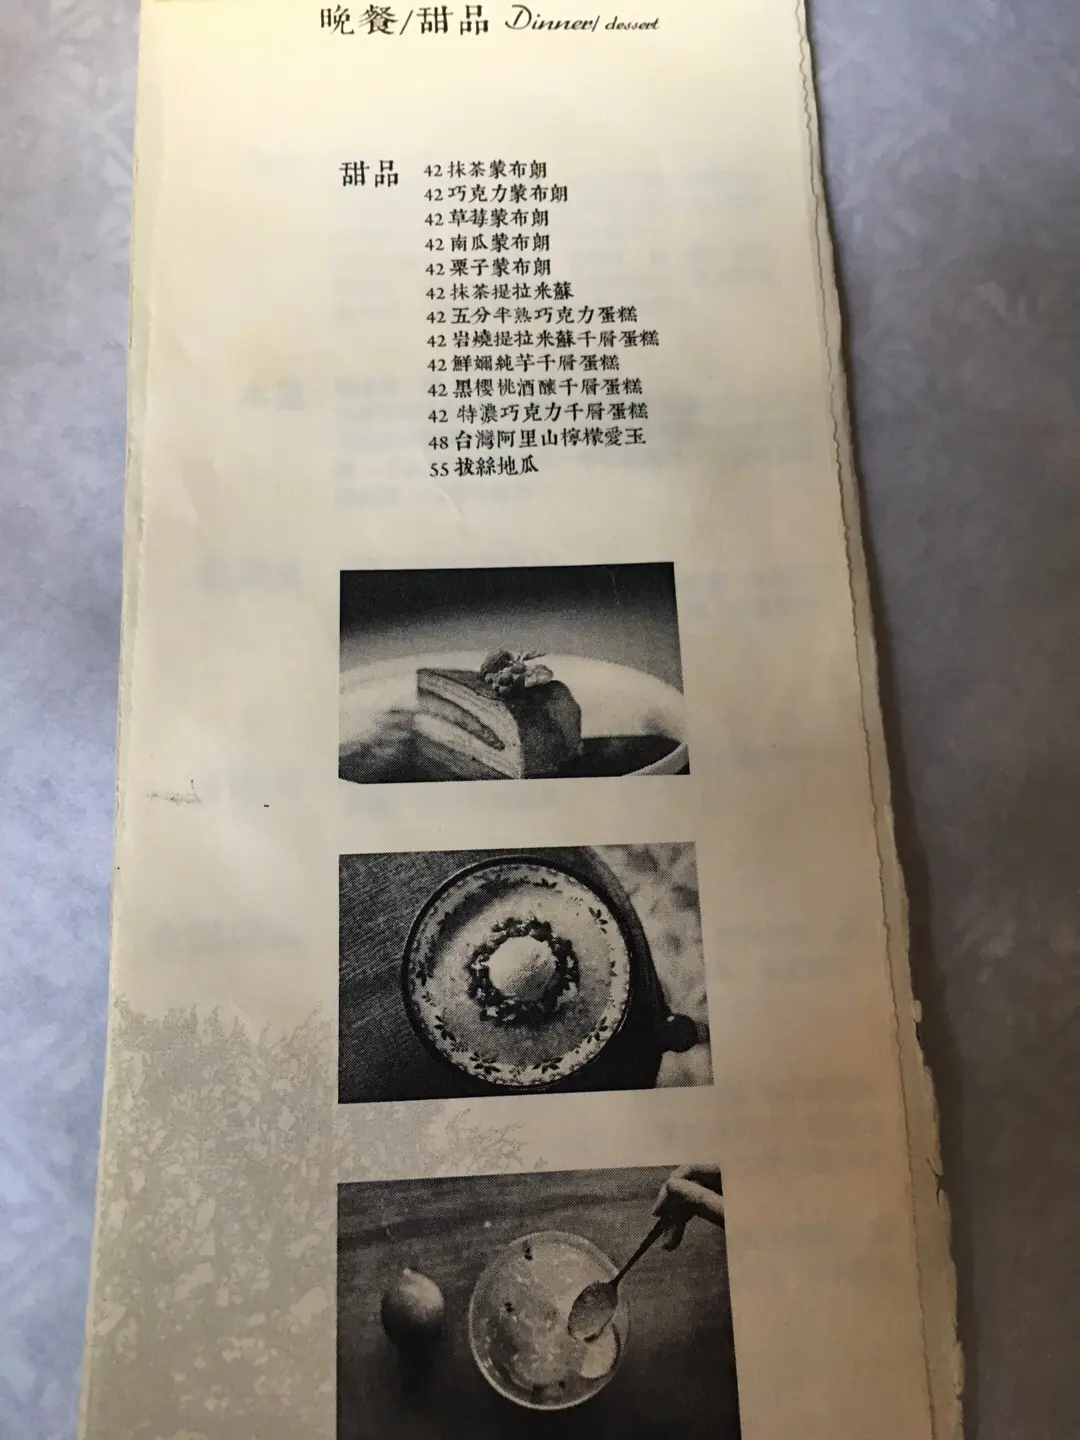 晚餐/甜品 Dinner/ dessert
甜品
42 抹茶蒙布朗
42 巧克力蒙布朗
42 草莓蒙布朗
42 南瓜蒙布朗
42 栗子蒙布朗
42 抹茶提拉米蘇
42 五分半熟巧克力蛋糕
42 岩燒提拉米蘇千層蛋糕
42 鮮嬭純芋千層蛋糕
42 黑櫻桃酒釀千層蛋糕
42 特濃巧克力千層蛋糕
48 台灣阿里山檸檬愛玉
55 拔絲地瓜